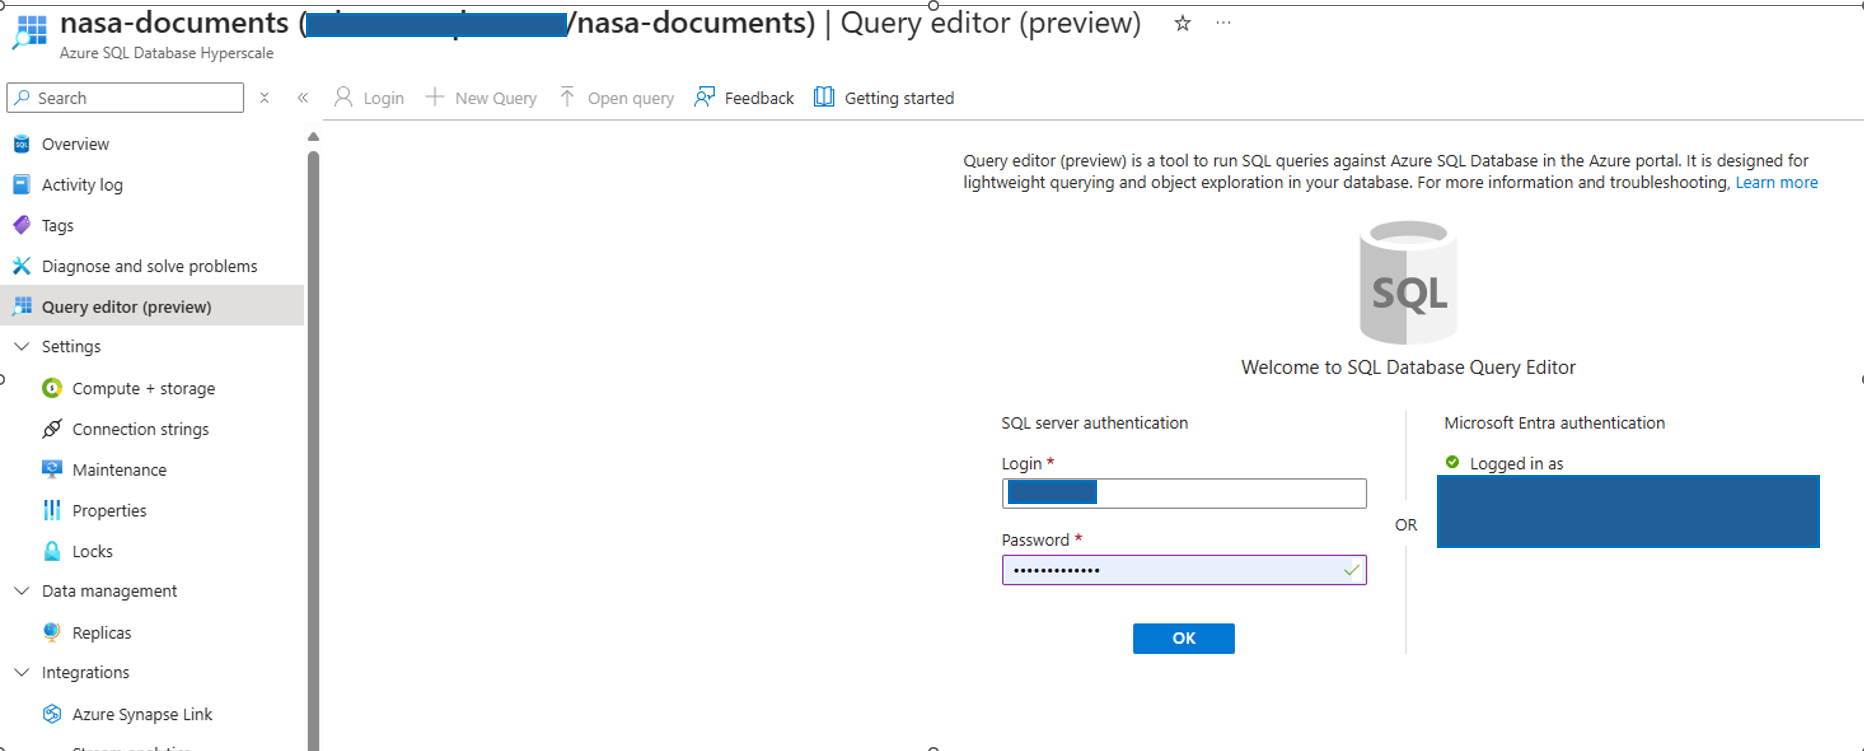 nasa-documents (/nasa-documents) | Query editor (preview)
Azure SQL Database Hyperscale
Search
Login
New Query
Open query
Feedback
Getting started
Overview
Activity log
Tags
Diagnose and solve problems
Query editor (preview)
Settings
Compute + storage
Connection strings
Maintenance
Properties
Locks
Data management
Replicas
Integrations
Azure Synapse Link
Query editor (preview) is a tool to run SQL queries against Azure SQL Database in the Azure portal. It is designed for
lightweight querying and object exploration in your database. For more information and troubleshooting, Learn more
SQL
Welcome to SQL Database Query Editor
SQL server authentication
Login *
Password *
OK
OR
Microsoft Entra authentication
Logged in as